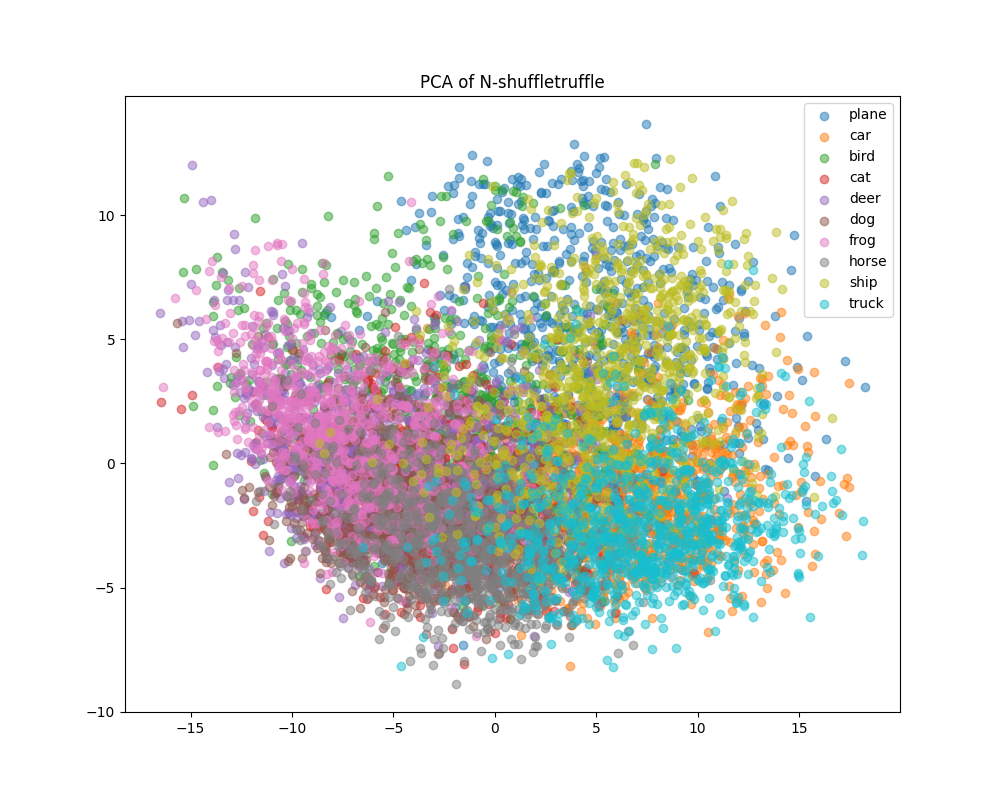 PCA of N-shuffletruffle
plane
car
bird
cat
deer
dog
frog
horse
ship
truck
10
5
0
−5
−10
−15 −10 −5 0 5 10 15